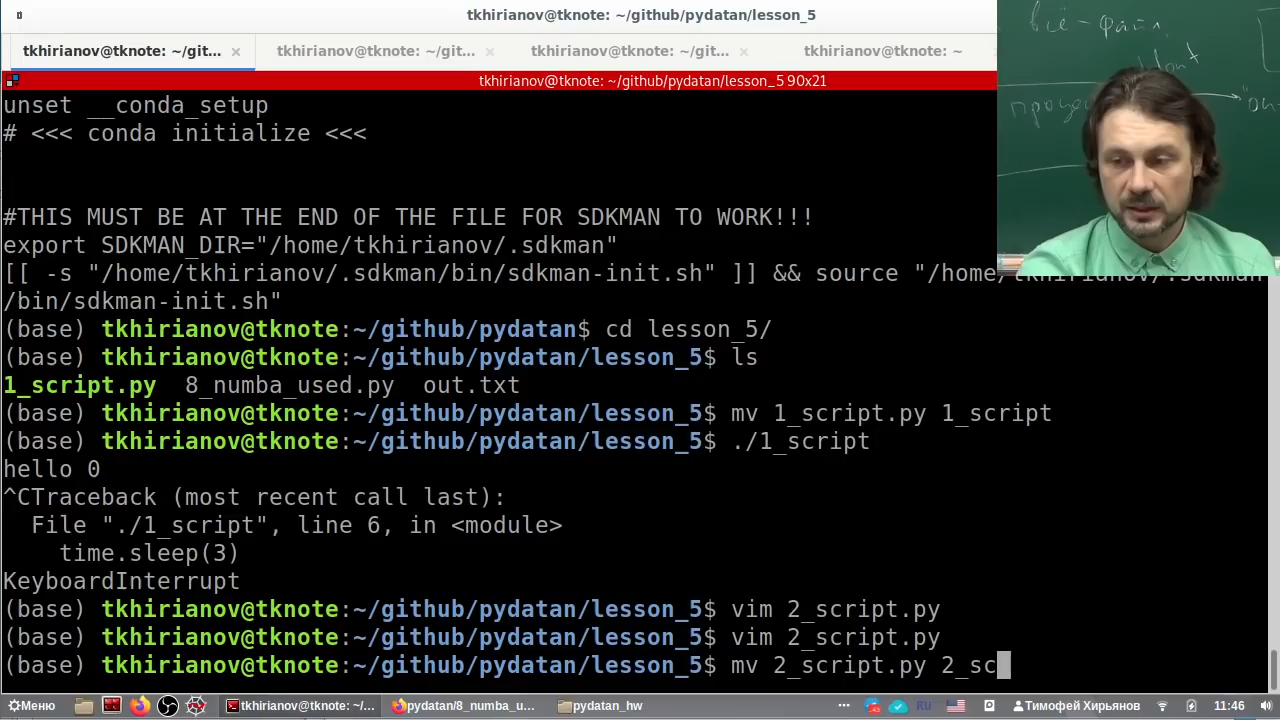 tkhirianov@tknote: ~/github/pydatan/lesson_5
tkhirianov@tknote: ~/git… × tkhirianov@tknote: ~/git… × tkhirianov@tknote: ~/git… × tkhirianov@tknote: ~
tkhirianov@tknote: ~/github/pydatan/lesson_5 90x21
всё - файл
unset __conda_setup
# <<< conda initialize <<<
#THIS MUST BE AT THE END OF THE FILE FOR SDKMAN TO WORK!!!
export SDKMAN_DIR="/home/tkhirianov/.sdkman"
[[ -s "/home/tkhirianov/.sdkman/bin/sdkman-init.sh" ]] && source "/home/tkhirianov/.sdkman
/bin/sdkman-init.sh"
(base) tkhirianov@tknote:~/github/pydatan$ cd lesson_5/
(base) tkhirianov@tknote:~/github/pydatan/lesson_5$ ls
1_script.py 8_numba_used.py out.txt
(base) tkhirianov@tknote:~/github/pydatan/lesson_5$ mv 1_script.py 1_script
(base) tkhirianov@tknote:~/github/pydatan/lesson_5$ ./1_script
hello 0
^CTraceback (most recent call last):
File "./1_script", line 6, in <module>
time.sleep(3)
KeyboardInterrupt
(base) tkhirianov@tknote:~/github/pydatan/lesson_5$ vim 2_script.py
(base) tkhirianov@tknote:~/github/pydatan/lesson_5$ vim 2_script.py
(base) tkhirianov@tknote:~/github/pydatan/lesson_5$ mv 2_script.py 2_sc
Меню tkhirianov@tknote: ~/... pydatan/8_numba_u... pydatan_hw ... RU Тимофей Хирьянов 11:46